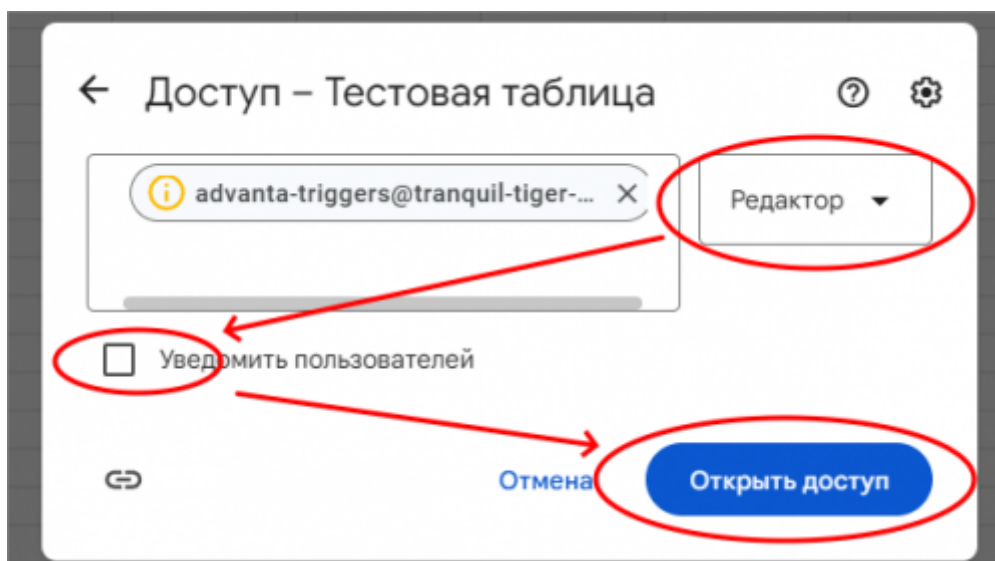 Доступ – Тестовая таблица
advanta-triggers@tranquil-tiger-...
Редактор
Уведомить пользователей
Отмена
Открыть доступ